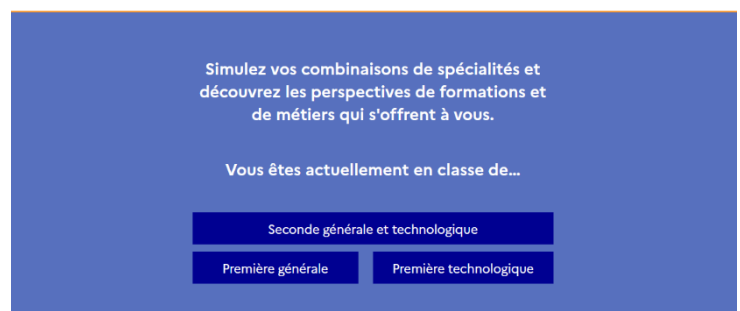 Simulez vos combinaisons de spécialités et
découvrez les perspectives de formations et
de métiers qui s'offrent à vous.
Vous êtes actuellement en classe de...
Seconde générale et technologique
Première générale
Première technologique